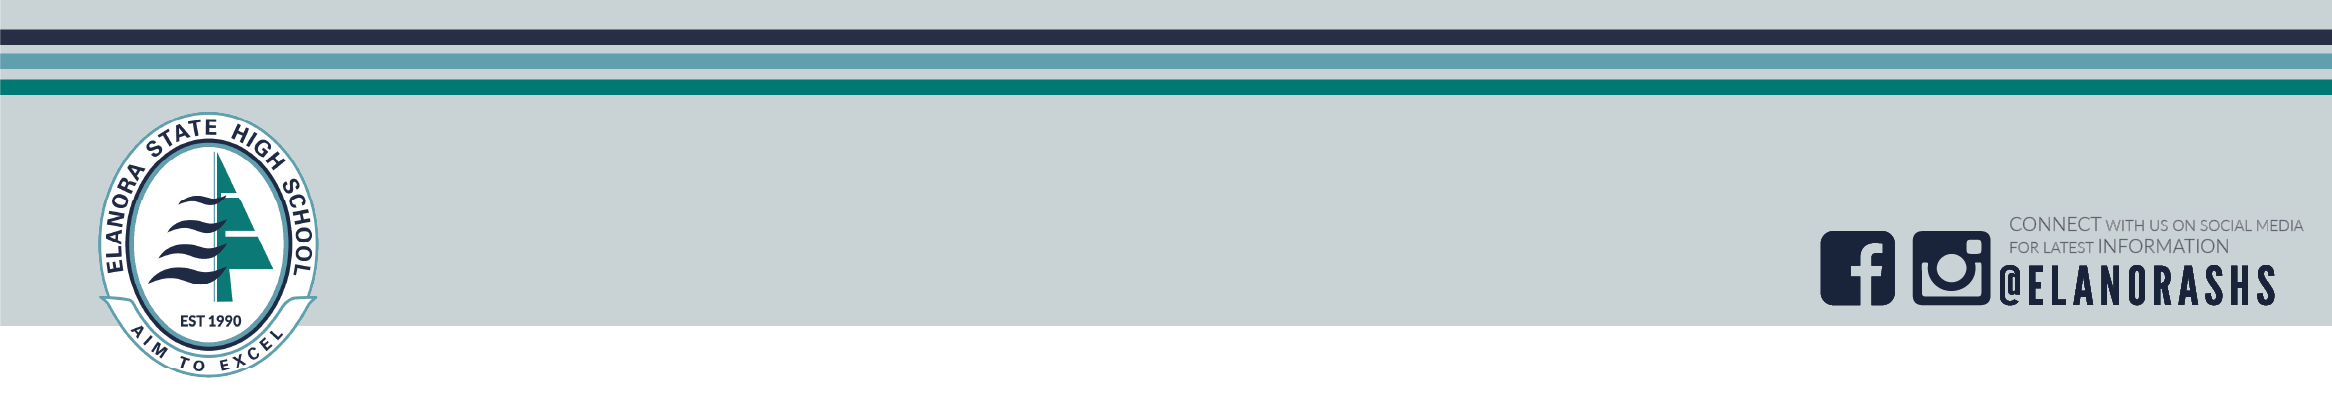 ELANORA STATE HIGH SCHOOL
EST 1990
AIM TO EXCEL
CONNECT WITH US ON SOCIAL MEDIA
FOR LATEST INFORMATION
@ELANORASHS